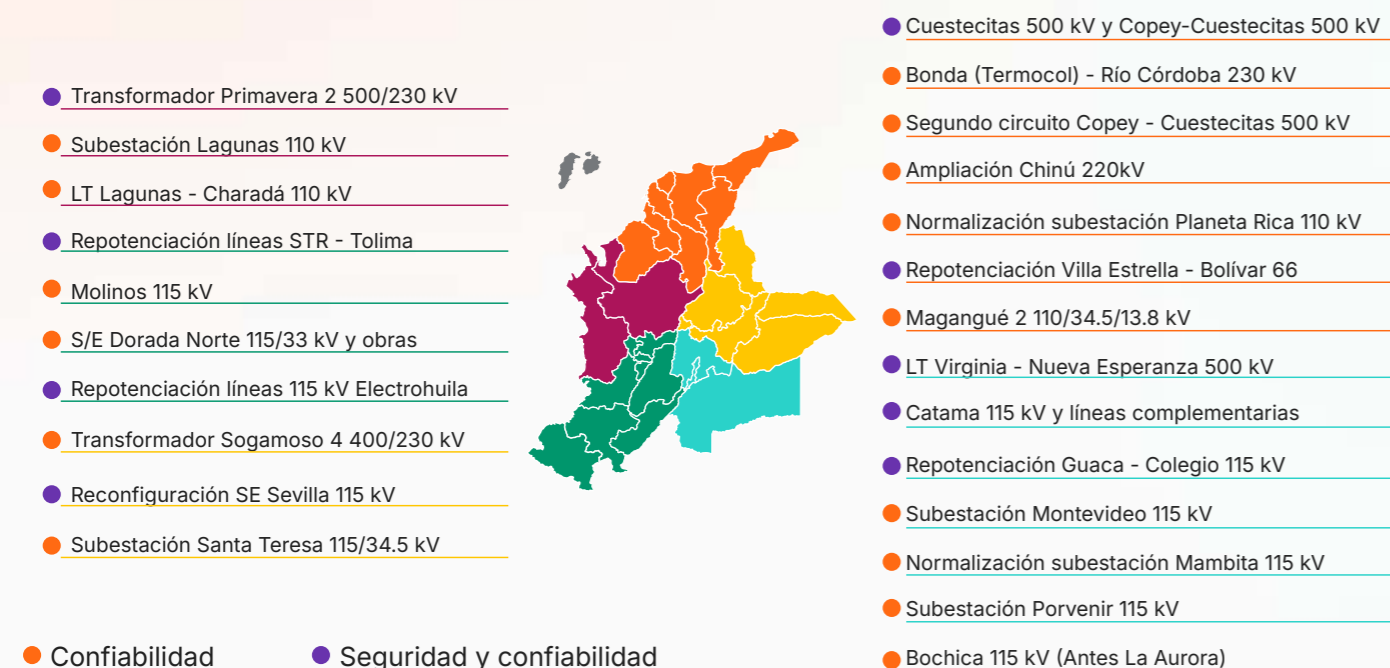 Transformador Primavera 2 500/230 kV
Subestación Lagunas 110 kV
LT Lagunas - Charadá 110 kV
Repotenciación líneas STR - Tolima
Molinos 115 kV
S/E Dorada Norte 115/33 kV y obras
Repotenciación líneas 115 kV Electrohuila
Transformador Sogamoso 4 400/230 kV
Reconfiguración SE Sevilla 115 kV
Subestación Santa Teresa 115/34.5 kV
Cuestecitas 500 kV y Copey-Cuestecitas 500 kV
Bonda (Termocol) - Río Córdoba 230 kV
Segundo circuito Copey - Cuestecitas 500 kV
Ampliación Chinú 220kV
Normalización subestación Planeta Rica 110 kV
Repotenciación Villa Estrella - Bolívar 66
Magangué 2 110/34.5/13.8 kV
LT Virginia - Nueva Esperanza 500 kV
Catama 115 kV y líneas complementarias
Repotenciación Guaca - Colegio 115 kV
Subestación Montevideo 115 kV
Normalización subestación Mambita 115 kV
Subestación Porvenir 115 kV
Bochica 115 kV (Antes La Aurora)
Confiabilidad
Seguridad y confiabilidad